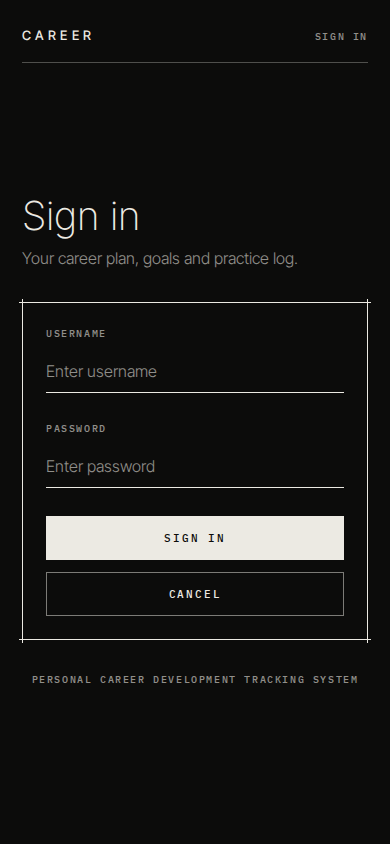 CAREER
SIGN IN
Sign in
Your career plan, goals and practice log.
USERNAME
Enter username
PASSWORD
Enter password
SIGN IN
CANCEL
PERSONAL CAREER DEVELOPMENT TRACKING SYSTEM